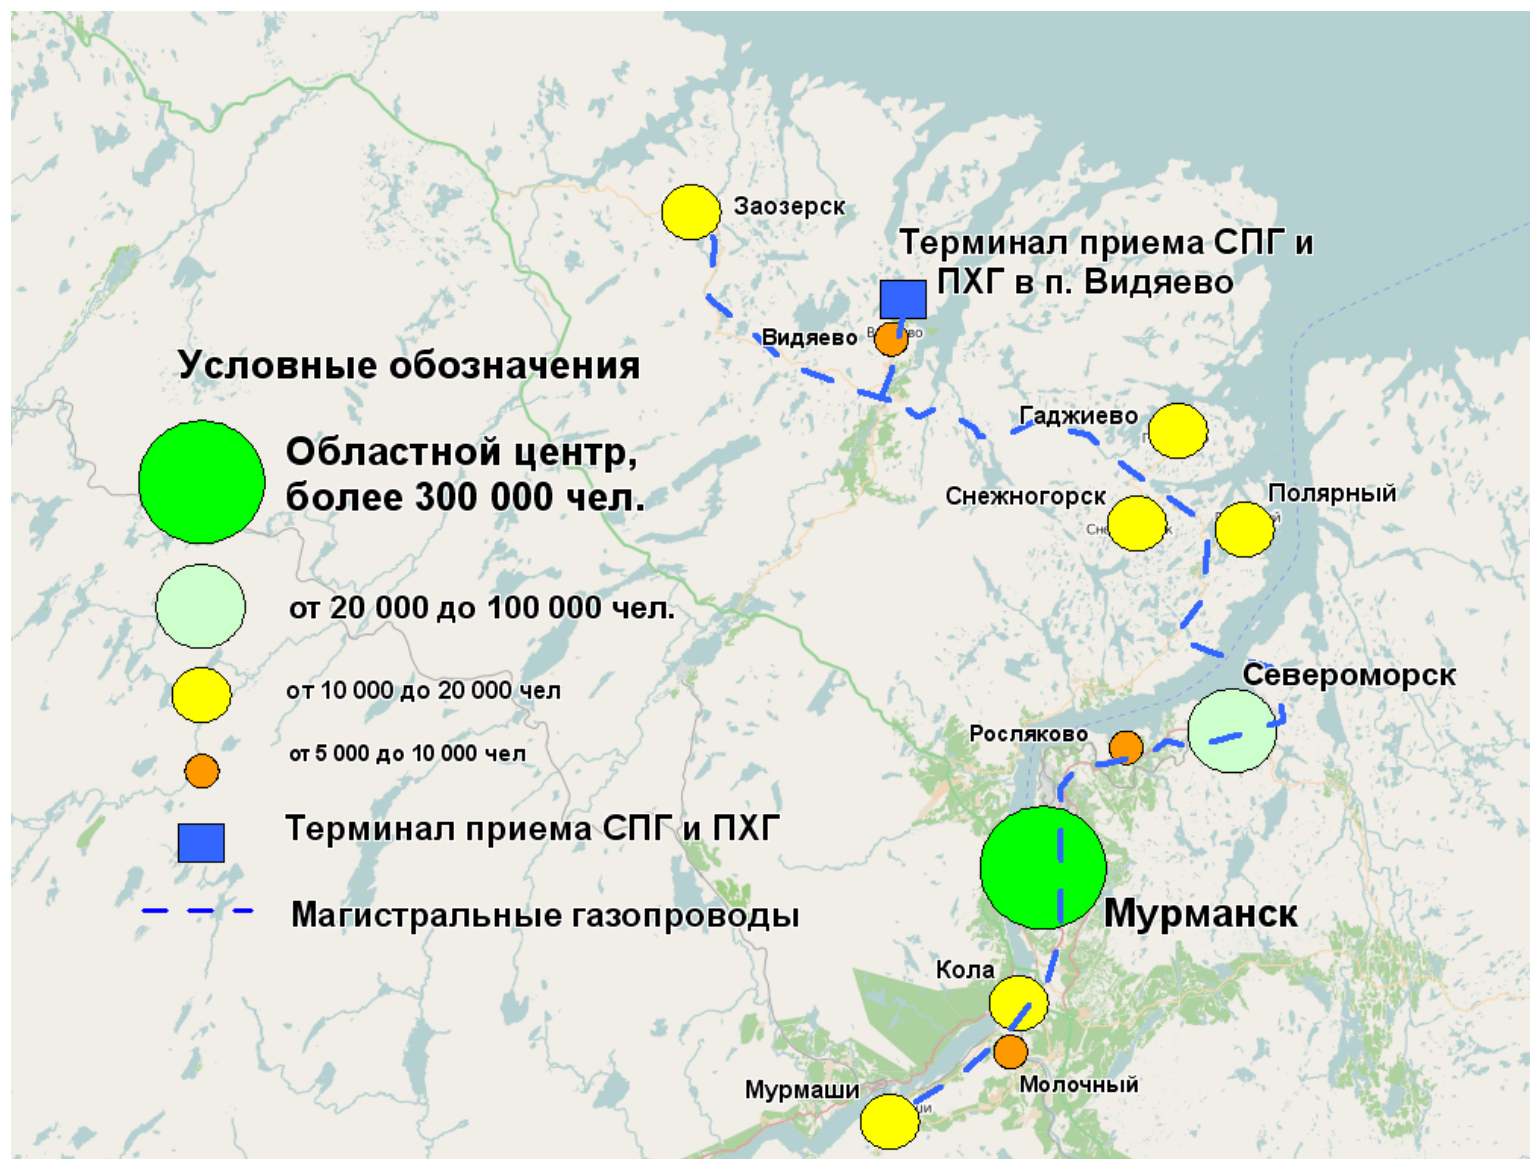 Заозерск
Терминал приема СПГ и
ПХГ в п. Видяево
Видяево
Условные обозначения
Гаджиево
Областной центр,
более 300 000 чел.
Снежногорск
Полярный
от 20 000 до 100 000 чел.
Североморск
от 10 000 до 20 000 чел
Росляково
от 5 000 до 10 000 чел
Терминал приема СПГ и ПХГ
Магистральные газопроводы
Мурманск
Кола
Мурмаши
Молочный